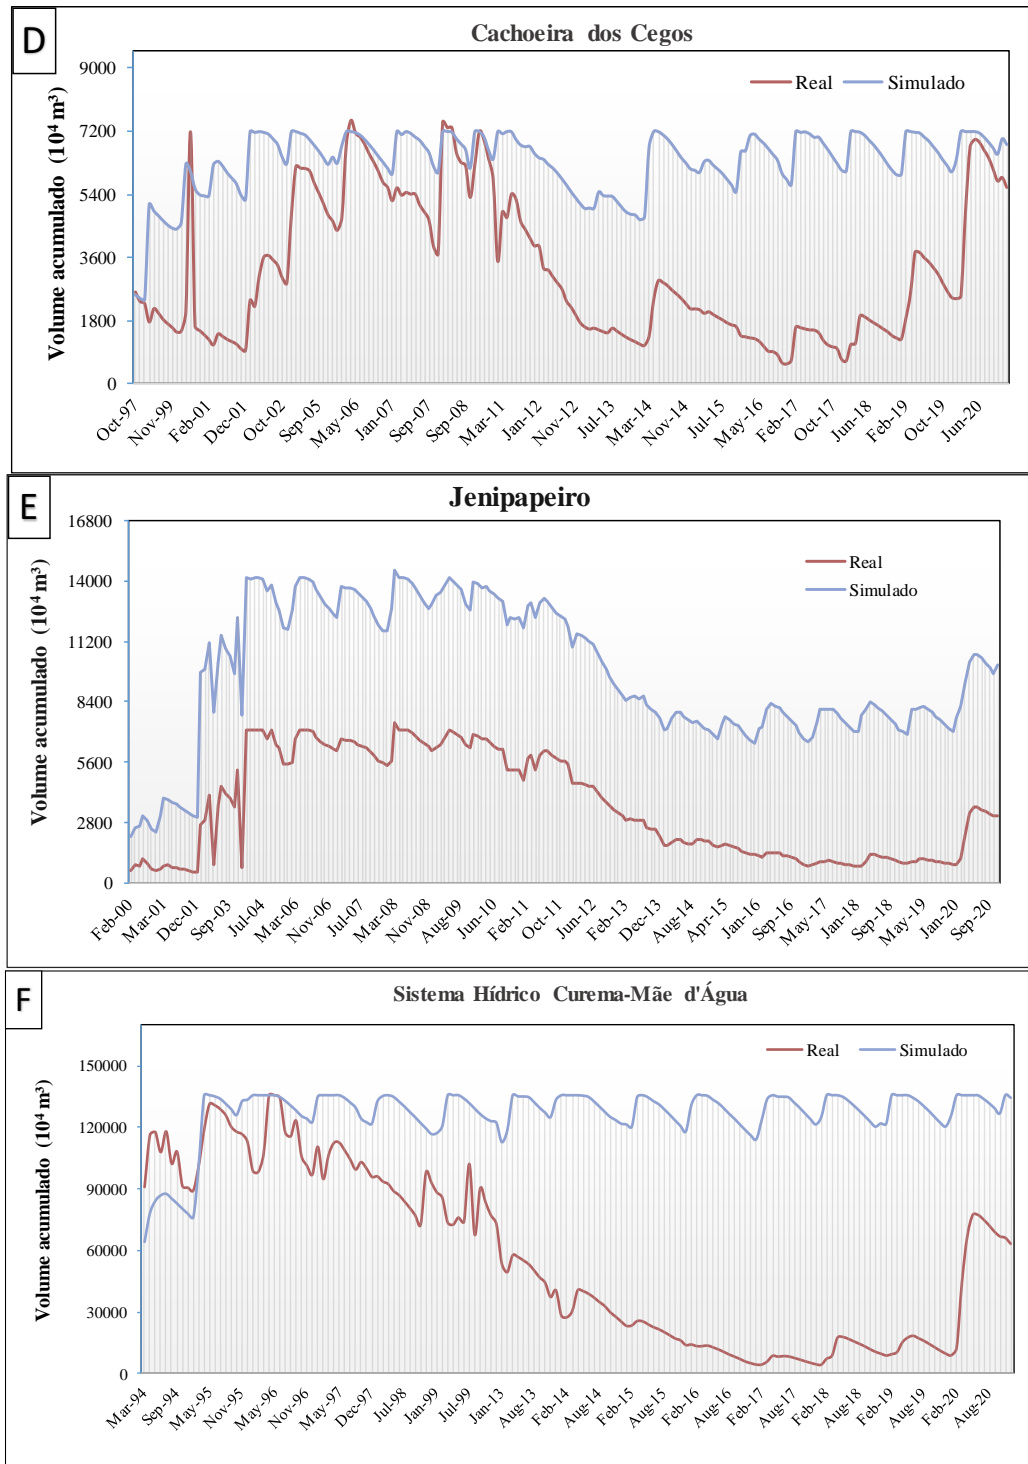 D
Cachoeira dos Cegos
Volume acumulado (10⁴ m³)
Real
Simulado
9000
7200
5400
3600
1800
0
Oct-97
Nov-99
Feb-01
Dec-01
Oct-02
Sep-05
May-06
Jan-07
Sep-07
Sep-08
Mar-11
Jan-12
Nov-12
Jul-13
Mar-14
Nov-14
Jul-15
May-16
Feb-17
Oct-17
Jun-18
Feb-19
Oct-19
Jun-20
E
Jenipapeiro
Volume acumulado (10⁴ m³)
Real
Simulado
16800
14000
11200
8400
5600
2800
0
Feb-00
Mar-01
Dec-01
Sep-03
Jul-04
Mar-06
Nov-06
Jul-07
Mar-08
Nov-08
Aug-09
Jun-10
Feb-11
Oct-11
Jun-12
Feb-13
Dec-13
Aug-14
Apr-15
Jan-16
Sep-16
May-17
Jan-18
Sep-18
May-19
Jan-20
Sep-20
F
Sistema Hídrico Curema-Mãe d'Água
Volume acumulado (10⁴ m³)
Real
Simulado
150000
120000
90000
60000
30000
0
Mar-94
Sep-94
May-95
Nov-95
May-96
Nov-96
May-97
Dec-97
Jul-98
Jan-99
Jul-99
Jan-13
Aug-13
Feb-14
Aug-14
Feb-15
Aug-15
Feb-16
Aug-16
Feb-17
Aug-17
Feb-18
Aug-18
Feb-19
Aug-19
Feb-20
Aug-20